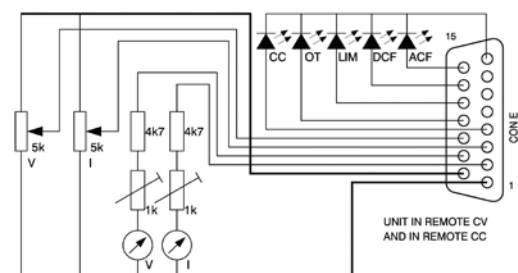 CC OT LIM DCF ACF
15
CON E
5k
V
5k
I
4k7
4k7
1k
1k
V
I
1
UNIT IN REMOTE CV
AND IN REMOTE CC